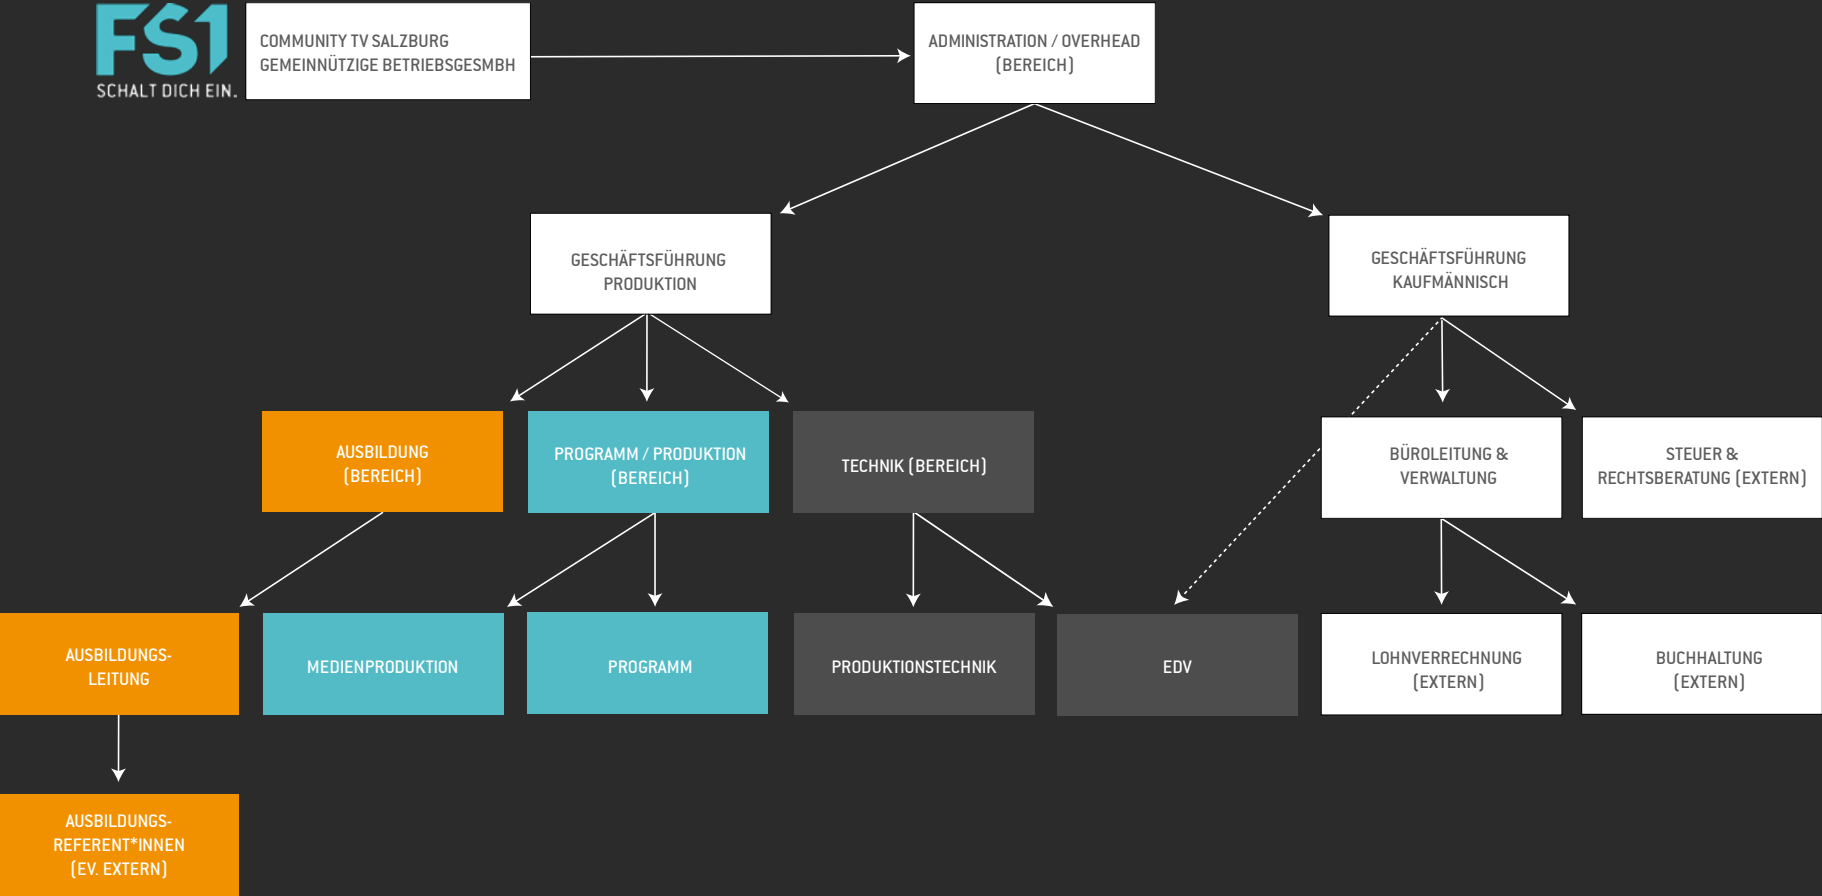 FS1
SCHALT DICH EIN.
COMMUNITY TV SALZBURG
GEMEINNÜTZIGE BETRIEBSGESMBH
ADMINISTRATION / OVERHEAD
(BEREICH)
GESCHÄFTSFÜHRUNG
PRODUKTION
GESCHÄFTSFÜHRUNG
KAUFMÄNNISCH
AUSBILDUNG
(BEREICH)
PROGRAMM / PRODUKTION
(BEREICH)
TECHNIK (BEREICH)
BÜROLEITUNG &
VERWALTUNG
STEUER &
RECHTSBERATUNG (EXTERN)
AUSBILDUNGS-
LEITUNG
MEDIENPRODUKTION
PROGRAMM
PRODUKTIONSTECHNIK
EDV
LOHNVERRECHNUNG
(EXTERN)
BUCHHALTUNG
(EXTERN)
AUSBILDUNGS-
REFERENT*INNEN
(EV. EXTERN)